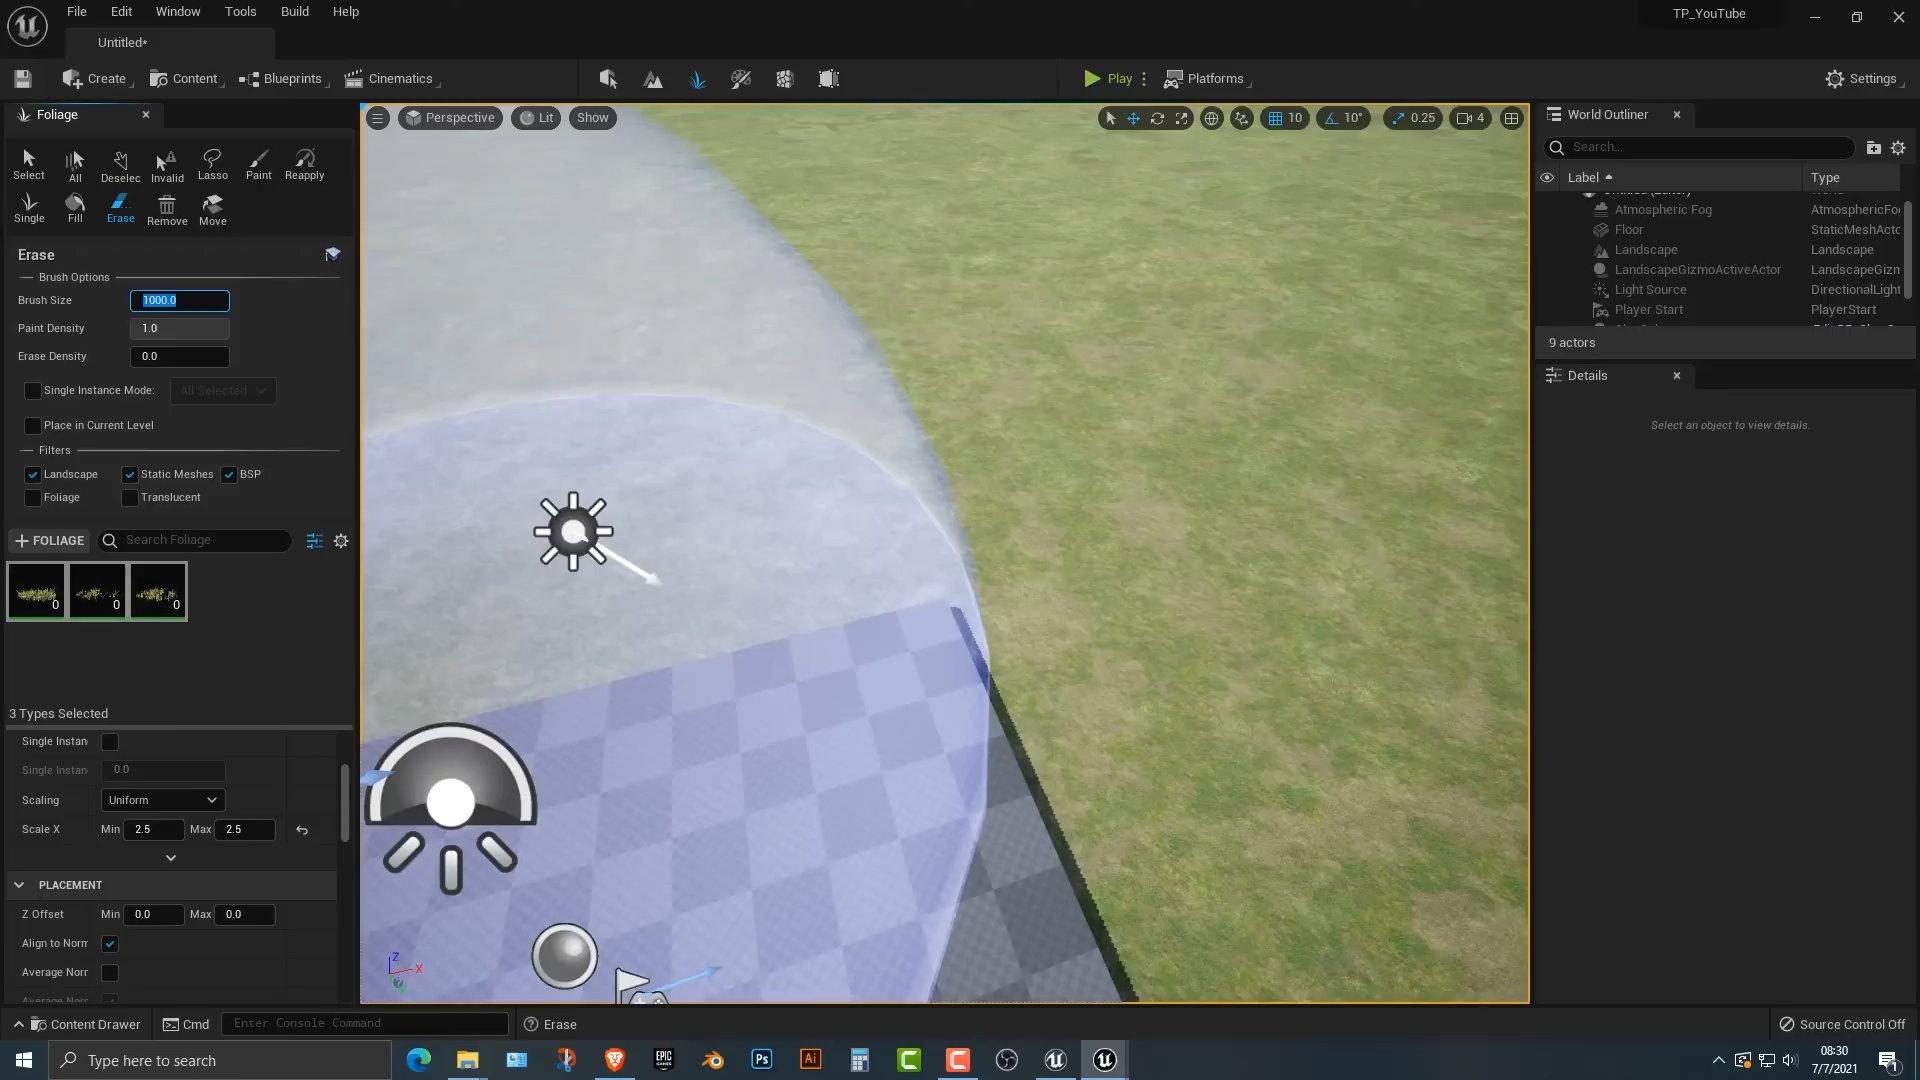 File Edit Window Tools Build Help
TP_YouTube
Untitled*
Create Content Blueprints Cinematics
Play Platforms
Settings
Foliage
Perspective Lit Show
10 10° 0.25 4
World Outliner
Search...
Label Type
Select All Deselec Invalid Lasso Paint Reapply
Single Fill Erase Remove Move
Atmospheric Fog AtmosphericFo
Floor StaticMeshActo
Landscape Landscape
LandscapeGizmoActiveActor LandscapeGizm
Light Source DirectionalLight
Player Start PlayerStart
9 actors
Details
Select an object to view details.
Erase
Brush Options
Brush Size 1000.0
Paint Density 1.0
Erase Density 0.0
Single Instance Mode: All Selected
Place in Current Level
Filters
Landscape Static Meshes BSP
Foliage Translucent
FOLIAGE Search Foliage
0 0 0
3 Types Selected
Single Instan
Single Instan 0.0
Scaling Uniform
Scale X Min 2.5 Max 2.5
PLACEMENT
Z Offset Min 0.0 Max 0.0
Align to Norm
Average Norr
Z X
Content Drawer Cmd Enter Console Command Erase
Source Control Off
Type here to search
EPIC GAMES
Ps Ai
08:30
7/7/2021
1